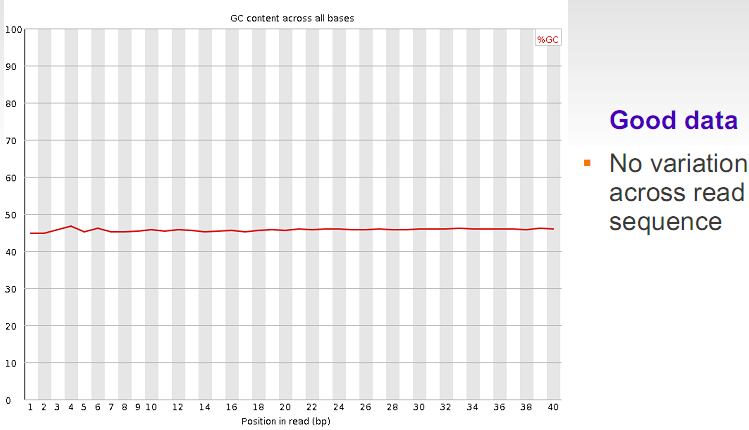 GC content across all bases
%GC
100
90
80
70
60
50
40
30
20
10
0
1 2 3 4 5 6 7 8 9 10 12 14 16 18 20 22 24 26 28 30 32 34 36 38 40
Position in read (bp)
Good data
No variation
across read
sequence